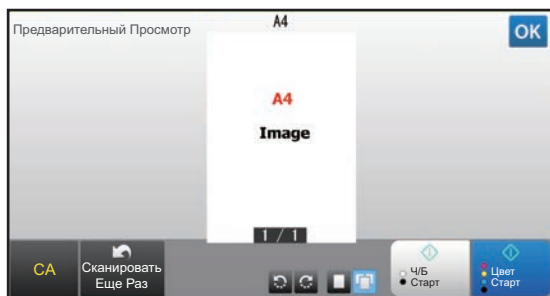 Предварительный Просмотр
A4
OK
A4
Image
1 / 1
CA
Сканировать
Еще Раз
Ч/Б
Старт
Цвет
Старт